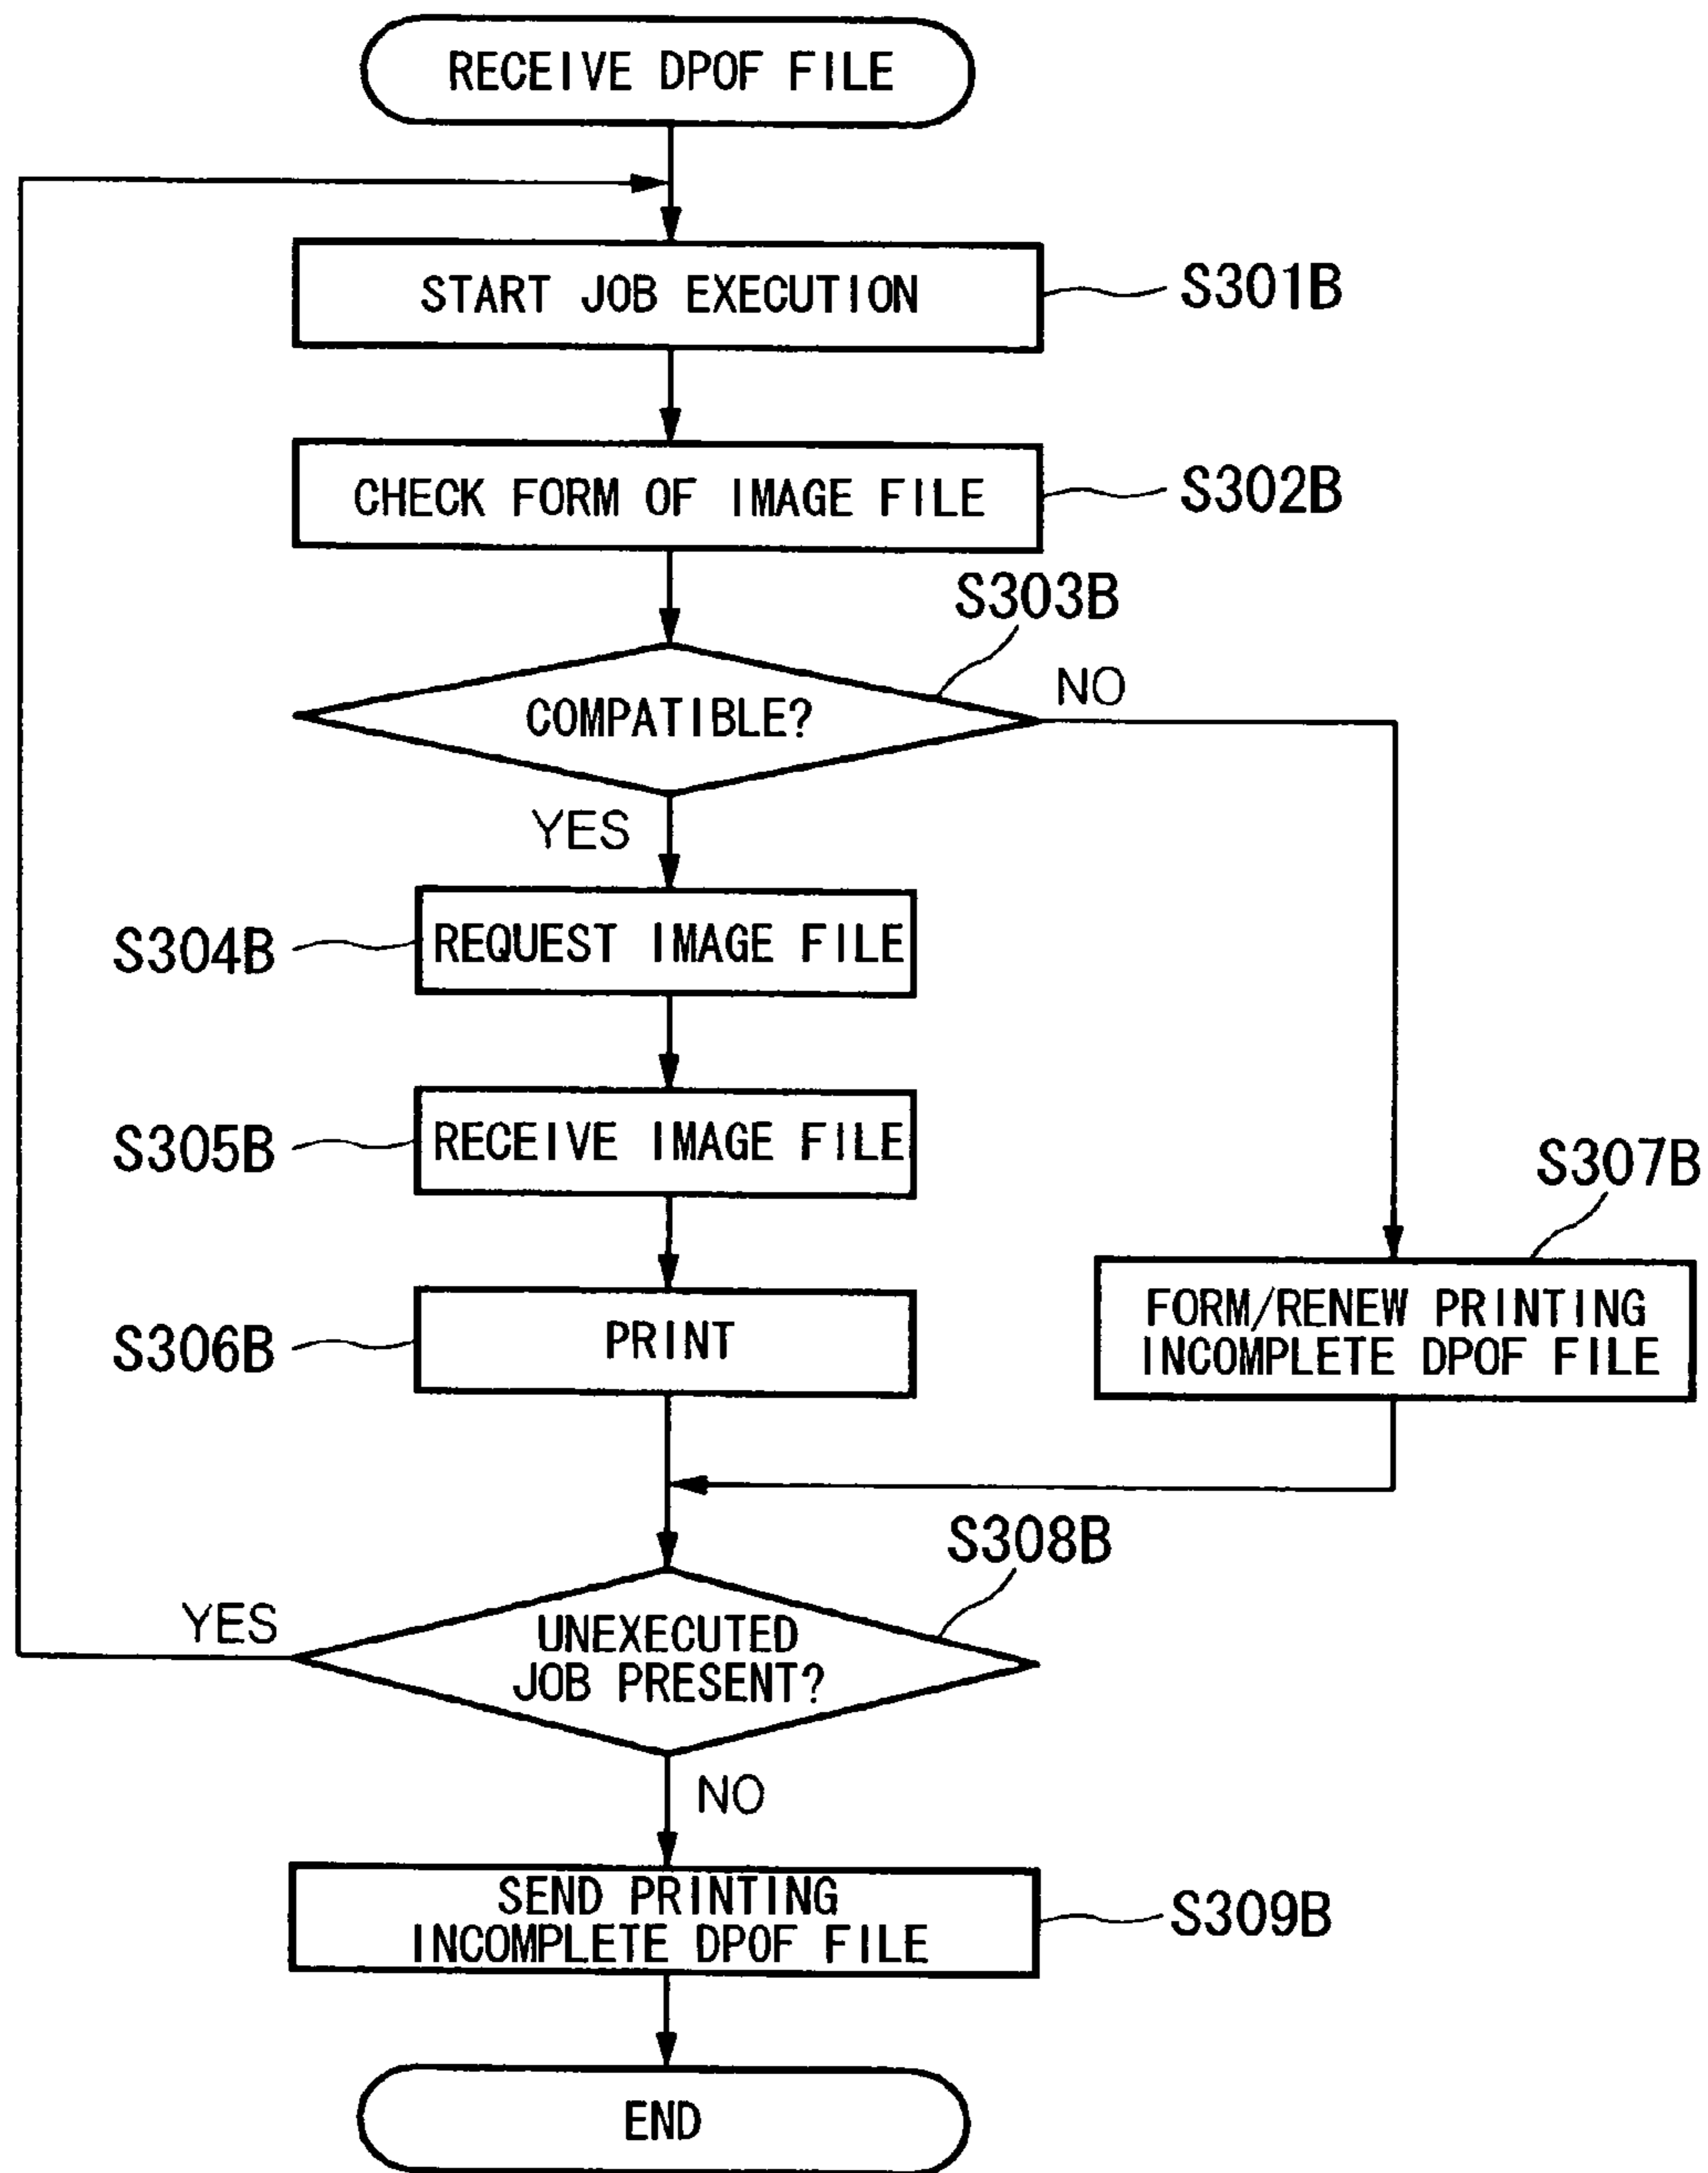 RECEIVE DPOF FILE
START JOB EXECUTION
S301B
CHECK FORM OF IMAGE FILE
S302B
S303B
COMPATIBLE?
NO
YES
S304B
REQUEST IMAGE FILE
S305B
RECEIVE IMAGE FILE
S307B
S306B
PRINT
FORM/RENEW PRINTING
INCOMPLETE DPOF FILE
S308B
YES
UNEXECUTED
JOB PRESENT?
NO
SEND PRINTING
INCOMPLETE DPOF FILE
S309B
END